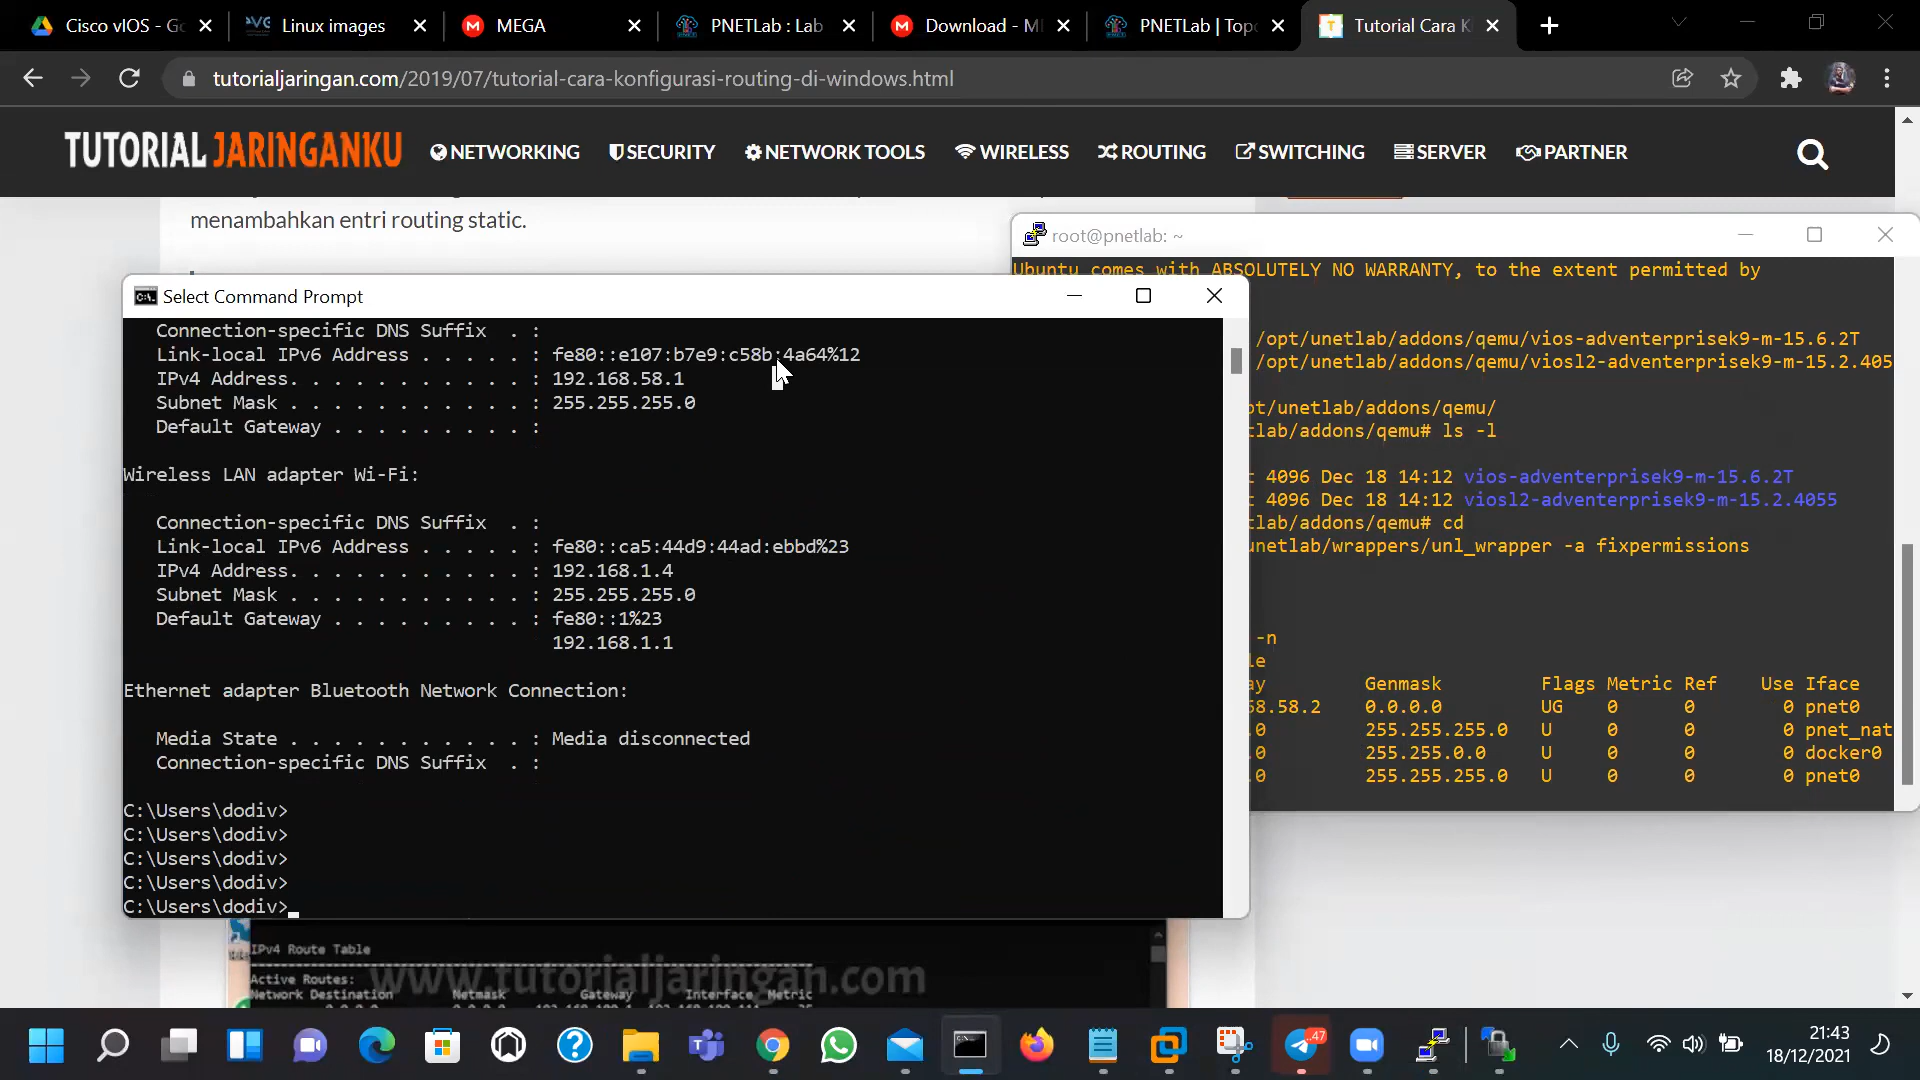 Cisco vIOS - Go
Linux images
MEGA
PNETLab : Lab
Download - M
PNETLab | Topo
Tutorial Cara K
tutorialjaringan.com/2019/07/tutorial-cara-konfigurasi-routing-di-windows.html
TUTORIAL JARINGANKU
NETWORKING
SECURITY
NETWORK TOOLS
WIRELESS
ROUTING
SWITCHING
SERVER
PARTNER
menambahkan entri routing static.
root@pnetlab: ~
Ubuntu comes with ABSOLUTELY NO WARRANTY, to the extent permitted by
/opt/unetlab/addons/qemu/vios-adventerprisek9-m-15.6.2T
/opt/unetlab/addons/qemu/viosl2-adventerprisek9-m-15.2.4055
pt/unetlab/addons/qemu/
tlab/addons/qemu# ls -l
4096 Dec 18 14:12 vios-adventerprisek9-m-15.6.2T
4096 Dec 18 14:12 viosl2-adventerprisek9-m-15.2.4055
tlab/addons/qemu# cd
unetlab/wrappers/unl_wrapper -a fixpermissions
-n
le
ay Genmask Flags Metric Ref Use Iface
68.58.2 0.0.0.0 UG 0 0 0 pnet0
.0 255.255.255.0 U 0 0 0 pnet_nat
.0 255.255.0.0 U 0 0 0 docker0
.0 255.255.255.0 U 0 0 0 pnet0
Select Command Prompt
Connection-specific DNS Suffix . :
Link-local IPv6 Address . . . . . : fe80::e107:b7e9:c58b:4a64%12
IPv4 Address. . . . . . . . . . . : 192.168.58.1
Subnet Mask . . . . . . . . . . . : 255.255.255.0
Default Gateway . . . . . . . . . :
Wireless LAN adapter Wi-Fi:
Connection-specific DNS Suffix . :
Link-local IPv6 Address . . . . . : fe80::ca5:44d9:44ad:ebbd%23
IPv4 Address. . . . . . . . . . . : 192.168.1.4
Subnet Mask . . . . . . . . . . . : 255.255.255.0
Default Gateway . . . . . . . . . : fe80::1%23
192.168.1.1
Ethernet adapter Bluetooth Network Connection:
Media State . . . . . . . . . . . : Media disconnected
Connection-specific DNS Suffix . :
C:\Users\dodiv>
C:\Users\dodiv>
C:\Users\dodiv>
C:\Users\dodiv>
C:\Users\dodiv>
IPv4 Route Table
www.tutorialjaringan.com
Active Routes:
Network Destination Netmask Gateway Interface Metric
47
21:43
18/12/2021